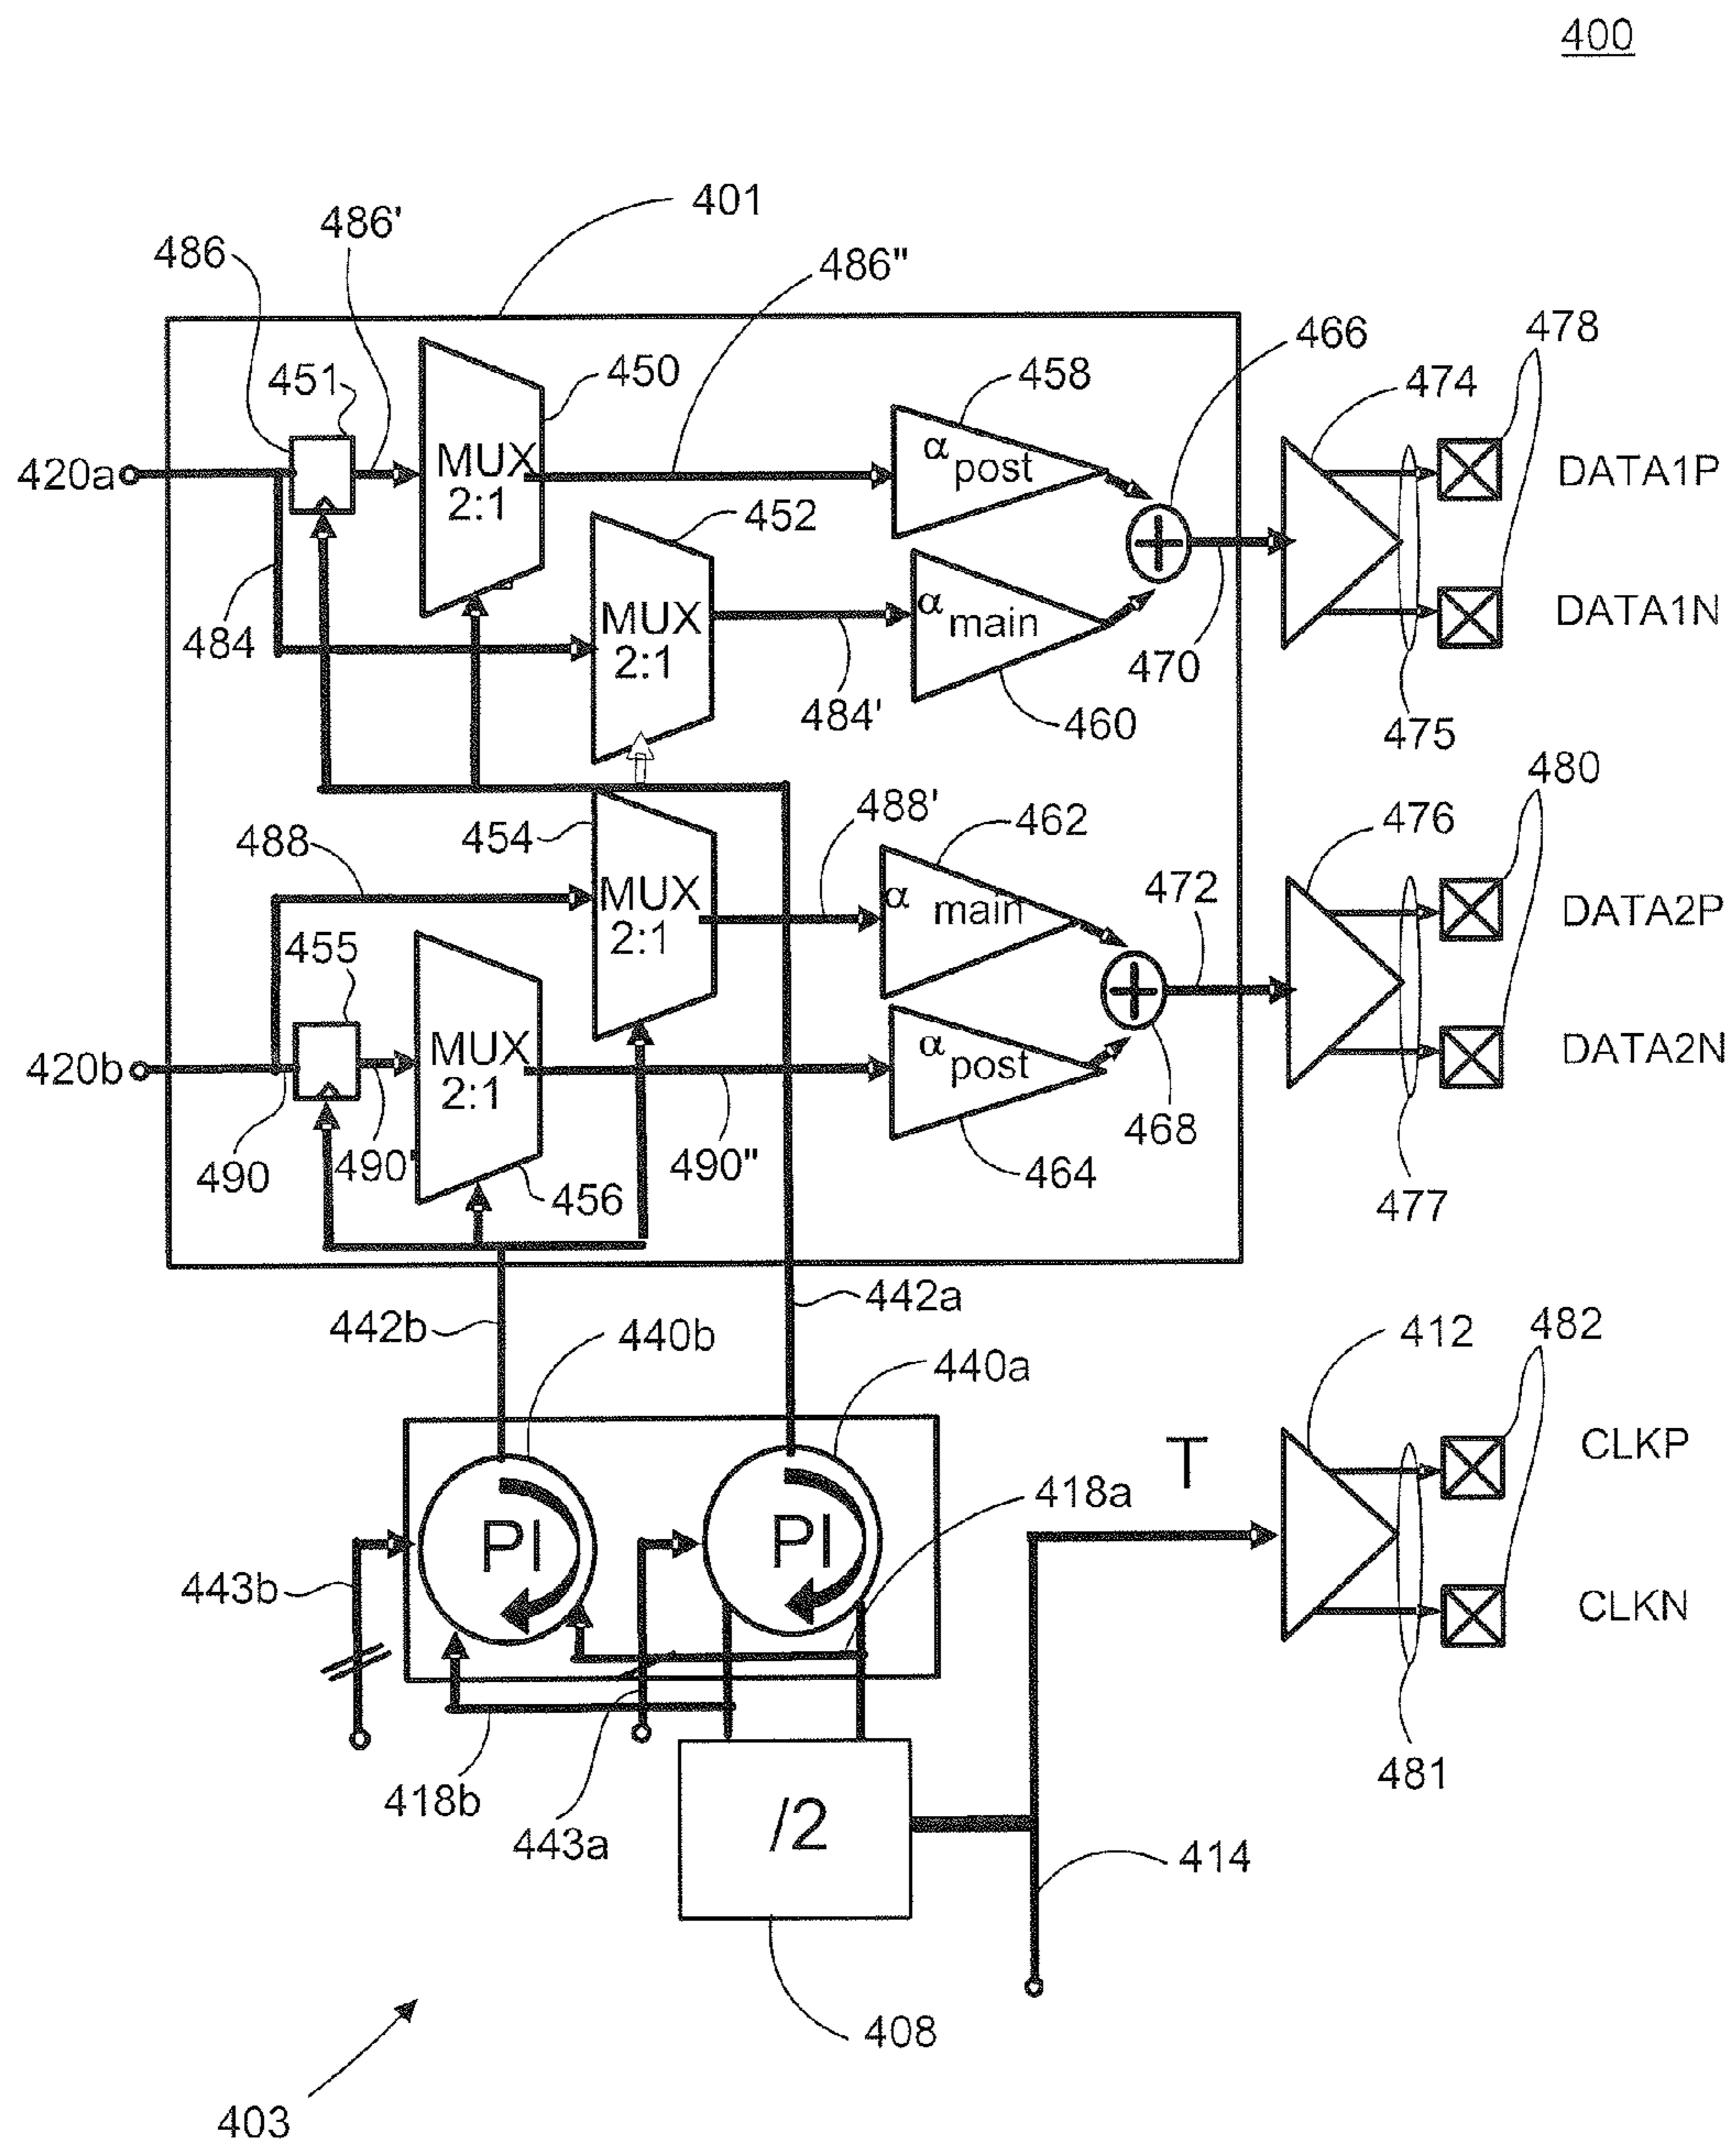 400
401
486'
486
486"
478
466
451
450
458
474
MUX
2:1
α
post
420a
DATA1P
452
MUX
2:1
α
main
DATA1N
484
470
484'
460
475
480
488'
462
476
454
488
MUX
2:1
α
main
472
DATA2P
455
MUX
2:1
α
post
420b
DATA2N
490
490'
490"
468
456
464
477
442a
442b
440b
412
482
440a
T
CLKP
418a
PI
PI
443b
CLKN
481
418b
/2
443a
414
408
403